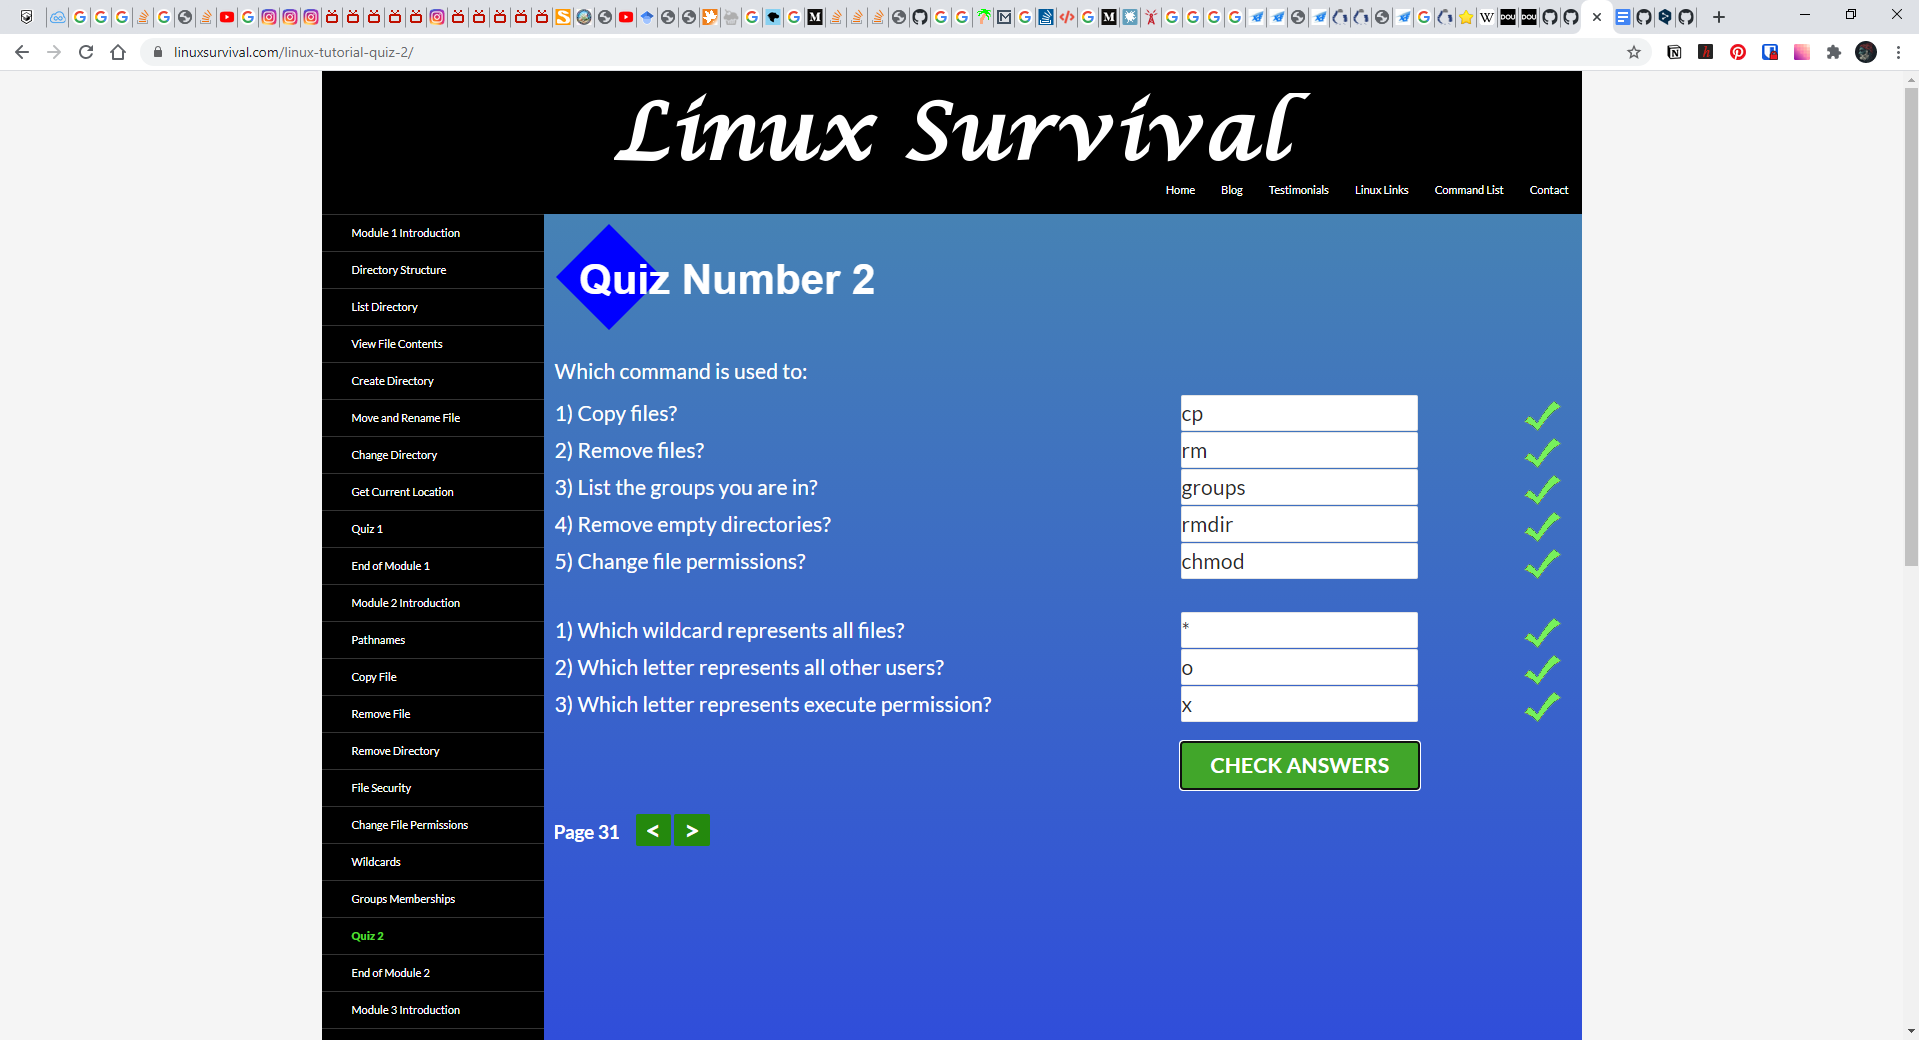 linuxsurvival.com/linux-tutorial-quiz-2/
Linux Survival
Home Blog Testimonials Linux Links Command List Contact
Module 1 Introduction
Directory Structure
List Directory
View File Contents
Create Directory
Move and Rename File
Change Directory
Get Current Location
Quiz 1
End of Module 1
Module 2 Introduction
Pathnames
Copy File
Remove File
Remove Directory
File Security
Change File Permissions
Wildcards
Groups Memberships
Quiz 2
End of Module 2
Module 3 Introduction
Quiz Number 2
Which command is used to:
1) Copy files? cp
2) Remove files? rm
3) List the groups you are in? groups
4) Remove empty directories? rmdir
5) Change file permissions? chmod
1) Which wildcard represents all files? *
2) Which letter represents all other users? o
3) Which letter represents execute permission? x
CHECK ANSWERS
Page 31 < >